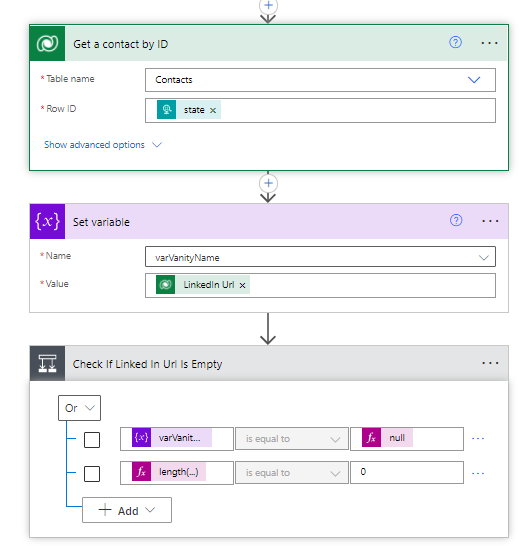 Get a contact by ID
* Table name Contacts
* Row ID state ×
Show advanced options
{x} Set variable
* Name varVanityName
* Value LinkedIn Url ×
Check If Linked In Url Is Empty
Or
{x} varVanit... is equal to fx null
fx length(...) is equal to 0
+ Add